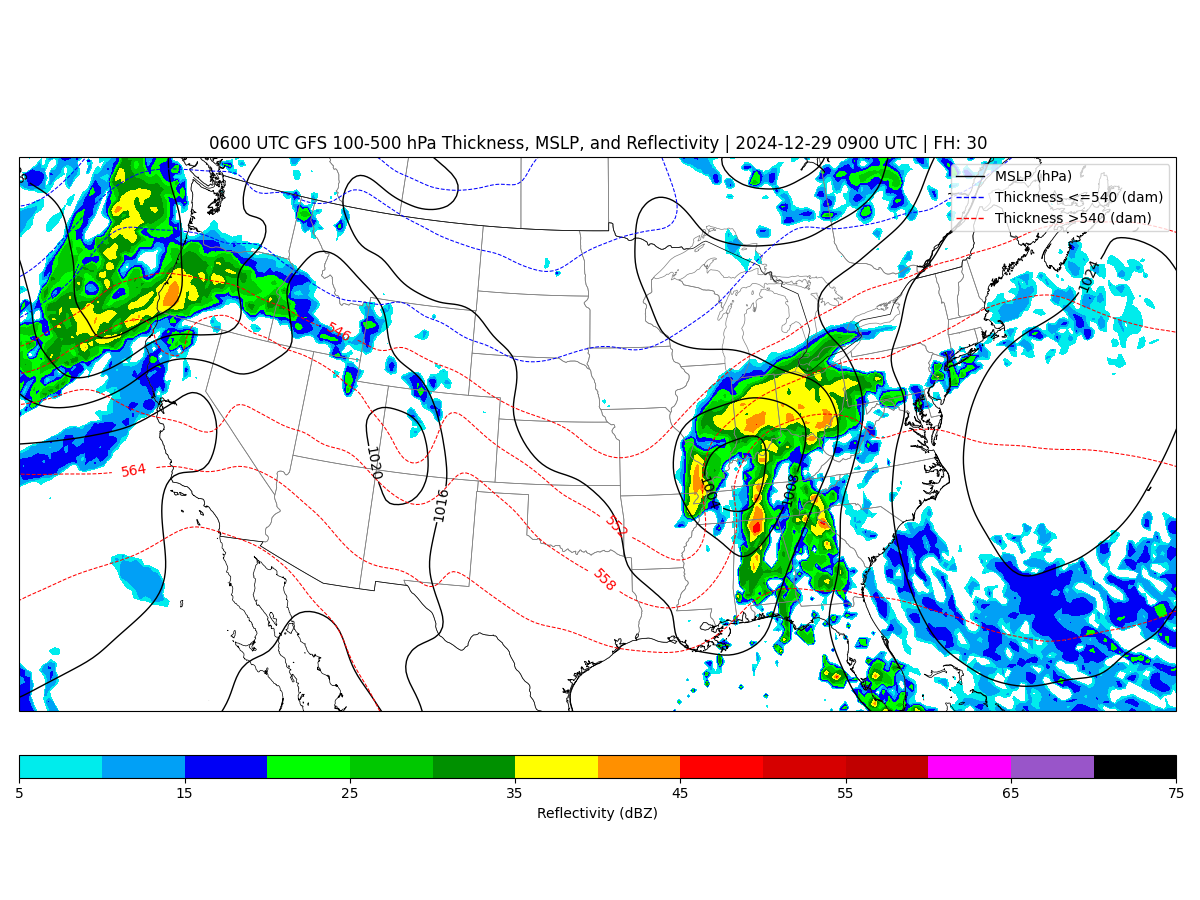 0600 UTC GFS 100-500 hPa Thickness, MSLP, and Reflectivity | 2024-12-29 0900 UTC | FH: 30
MSLP (hPa)
Thickness <=540 (dam)
Thickness >540 (dam)
1024
546
564
1020
1016
1008
552
558
5 15 25 35 45 55 65 75
Reflectivity (dBZ)